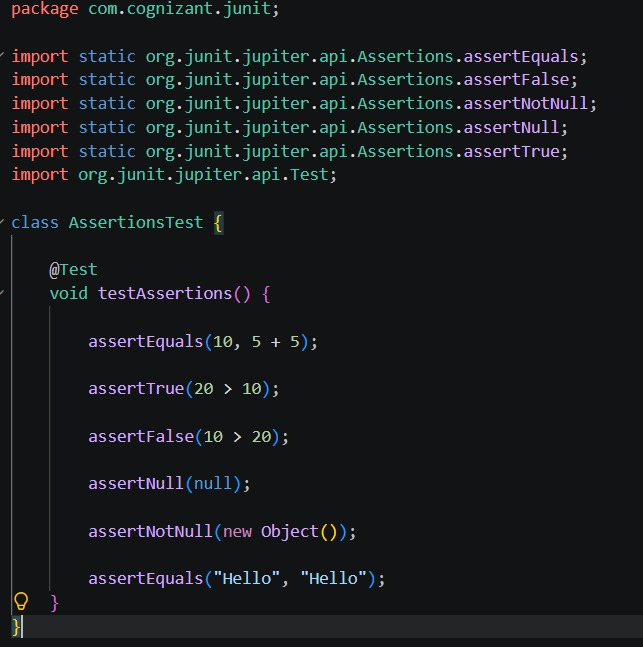 package com.cognizant.junit;
import static org.junit.jupiter.api.Assertions.assertEquals;
import static org.junit.jupiter.api.Assertions.assertFalse;
import static org.junit.jupiter.api.Assertions.assertNotNull;
import static org.junit.jupiter.api.Assertions.assertNull;
import static org.junit.jupiter.api.Assertions.assertTrue;
import org.junit.jupiter.api.Test;
class AssertionsTest {
@Test
void testAssertions() {
assertEquals(10, 5 + 5);
assertTrue(20 > 10);
assertFalse(10 > 20);
assertNull(null);
assertNotNull(new Object());
assertEquals("Hello", "Hello");
}
}